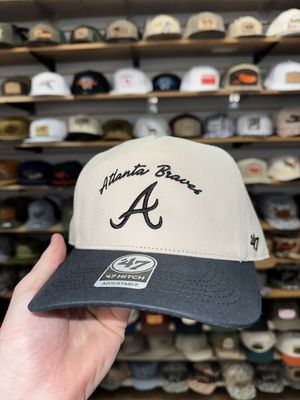 Atlanta Braves
A
'47
'47
'47 HITCH
ADJUSTABLE